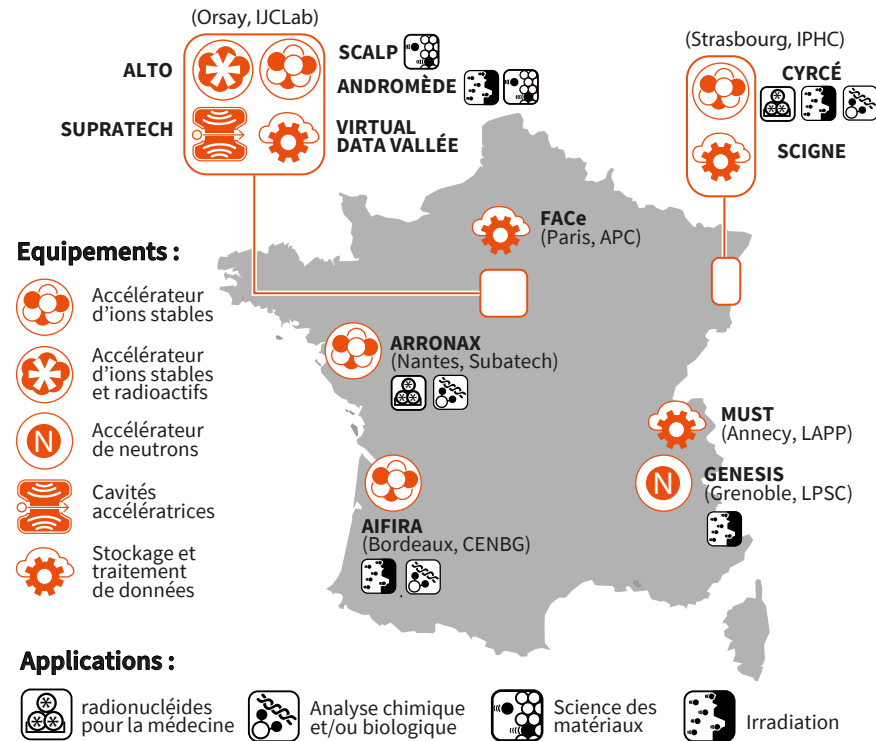 (Orsay, IJCLab)
ALTO
SCALP
ANDROMÈDE
SUPRATECH
VIRTUAL
DATA VALLÉE
(Strasbourg, IPHC)
CYRCÉ
SCIGNE
FACe
(Paris, APC)
Equipements :
Accélérateur
d'ions stables
Accélérateur
d'ions stables
et radioactifs
N
Accélérateur
de neutrons
Cavités
accélératrices
Stockage et
traitement
de données
ARRONAX
(Nantes, Subatech)
MUST
(Annecy, LAPP)
N
GENESIS
(Grenoble, LPSC)
AIFIRA
(Bordeaux, CENBG)
Applications :
radionucléides
pour la médecine
Analyse chimique
et/ou biologique
Science des
matériaux
Irradiation